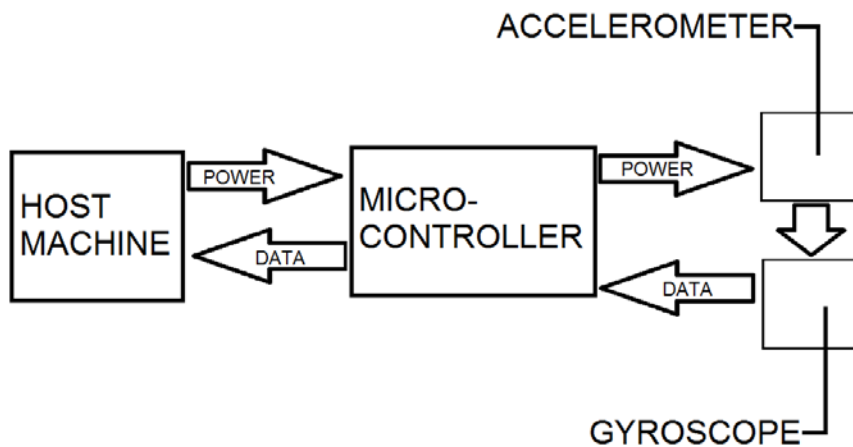 ACCELEROMETER
POWER
POWER
HOST
MACHINE
MICRO-
CONTROLLER
DATA
DATA
GYROSCOPE